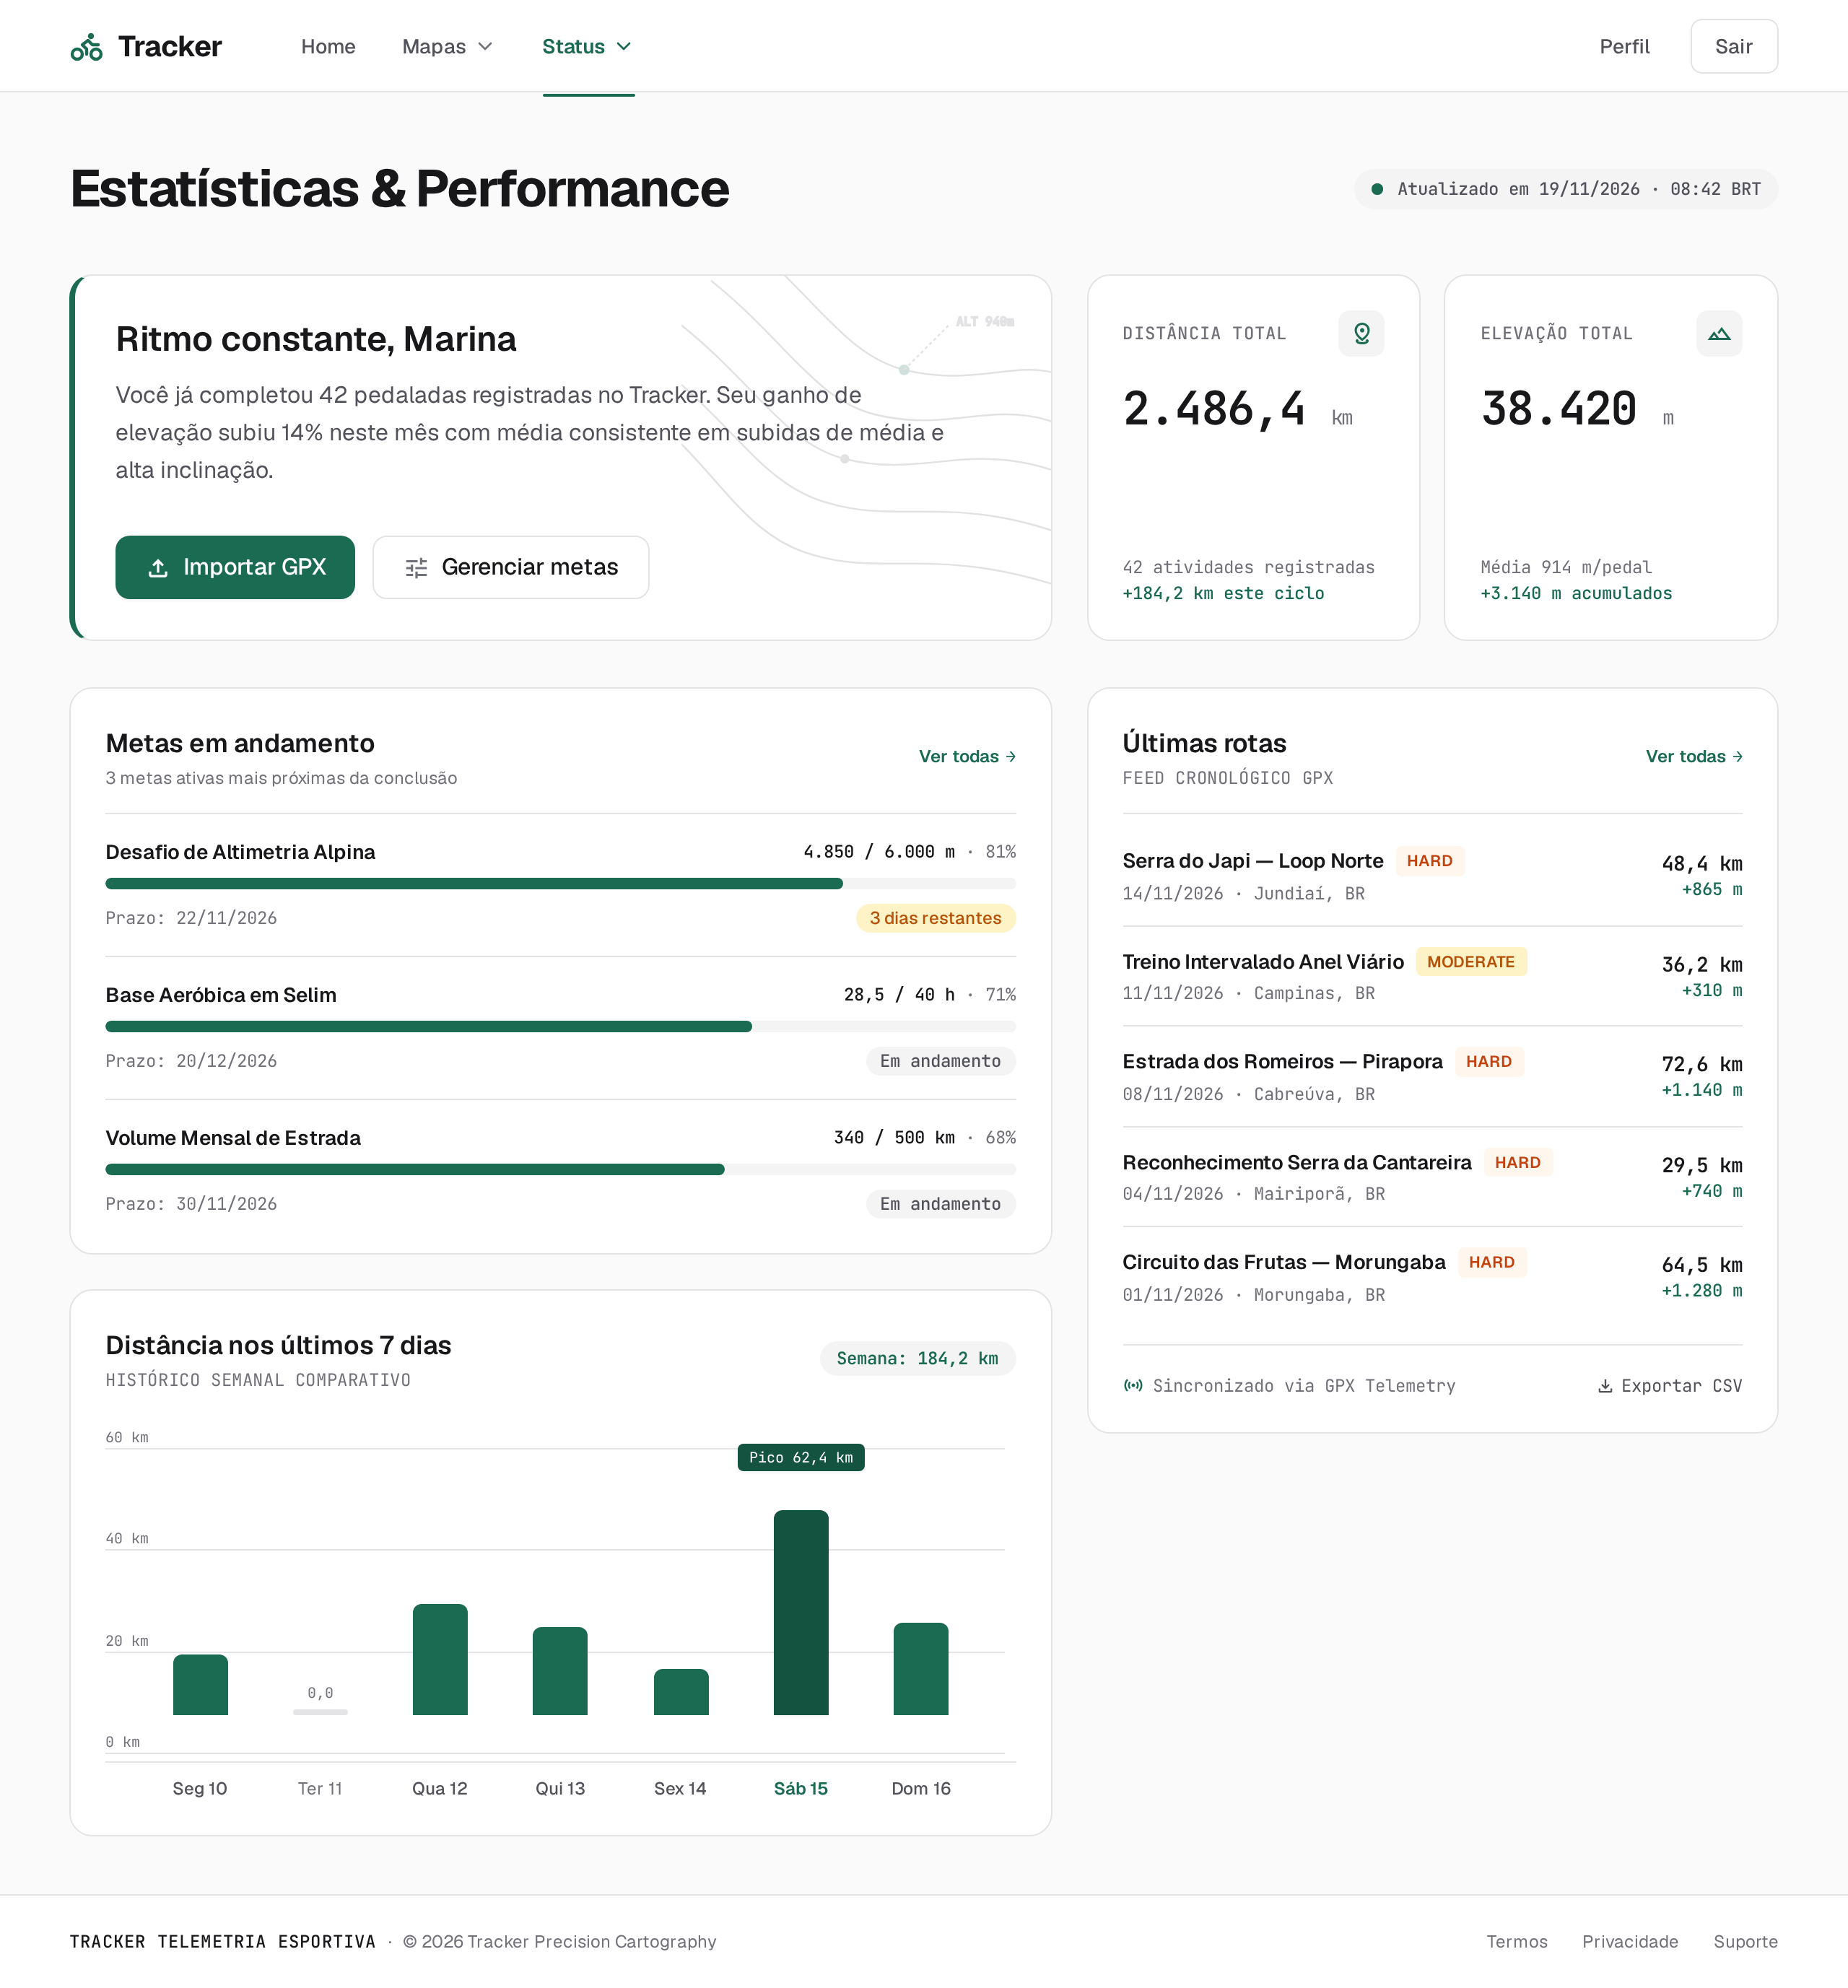 Tracker
Home
Mapas
Status
Perfil
Sair
Estatísticas & Performance
Atualizado em 19/11/2026 · 08:42 BRT
Ritmo constante, Marina
Você já completou 42 pedaladas registradas no Tracker. Seu ganho de
elevação subiu 14% neste mês com média consistente em subidas de média e
alta inclinação.
ALT 940m
Importar GPX
Gerenciar metas
DISTÂNCIA TOTAL
2.486,4 km
42 atividades registradas
+184,2 km este ciclo
ELEVAÇÃO TOTAL
38.420 m
Média 914 m/pedal
+3.140 m acumulados
Metas em andamento
3 metas ativas mais próximas da conclusão
Ver todas →
Desafio de Altimetria Alpina
4.850 / 6.000 m · 81%
Prazo: 22/11/2026
3 dias restantes
Base Aeróbica em Selim
28,5 / 40 h · 71%
Prazo: 20/12/2026
Em andamento
Volume Mensal de Estrada
340 / 500 km · 68%
Prazo: 30/11/2026
Em andamento
Últimas rotas
FEED CRONOLÓGICO GPX
Ver todas →
Serra do Japi — Loop Norte HARD
48,4 km
14/11/2026 · Jundiaí, BR
+865 m
Treino Intervalado Anel Viário MODERATE
36,2 km
11/11/2026 · Campinas, BR
+310 m
Estrada dos Romeiros — Pirapora HARD
72,6 km
08/11/2026 · Cabreúva, BR
+1.140 m
Reconhecimento Serra da Cantareira HARD
29,5 km
04/11/2026 · Mairiporã, BR
+740 m
Circuito das Frutas — Morungaba HARD
64,5 km
01/11/2026 · Morungaba, BR
+1.280 m
Sincronizado via GPX Telemetry
Exportar CSV
Distância nos últimos 7 dias
HISTÓRICO SEMANAL COMPARATIVO
Semana: 184,2 km
60 km
Pico 62,4 km
40 km
20 km
0,0
0 km
Seg 10
Ter 11
Qua 12
Qui 13
Sex 14
Sáb 15
Dom 16
TRACKER TELEMETRIA ESPORTIVA · © 2026 Tracker Precision Cartography
Termos
Privacidade
Suporte